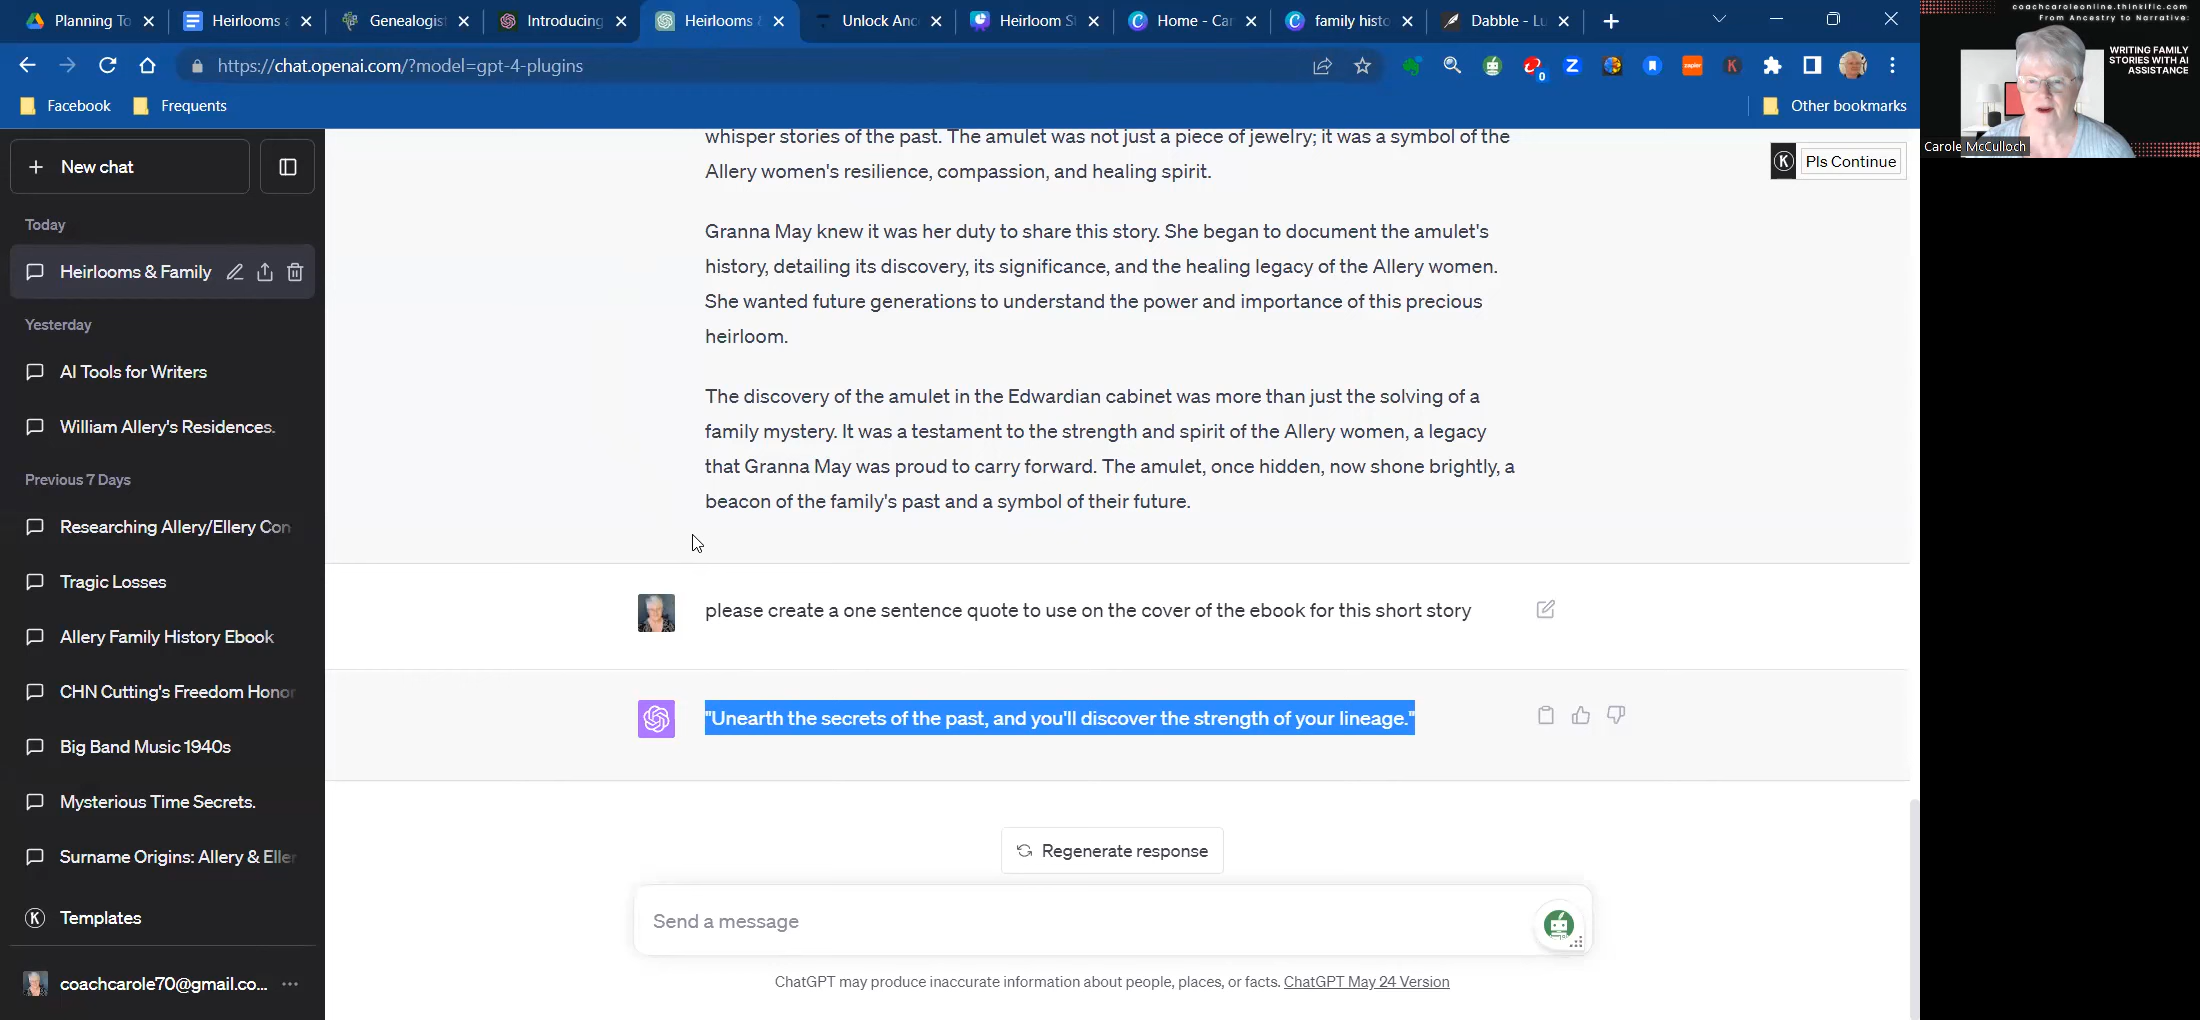 Planning To
Heirlooms a
Genealogist
Introducing
Heirlooms &
Unlock Anc
Heirloom S
Home - Car
family histo
Dabble - Lu
https://chat.openai.com/?model=gpt-4-plugins
0
Z
zapier
K
Facebook
Frequents
Other bookmarks
coachcaroleonline.thinkific.com
From Ancestry to Narrative:
WRITING FAMILY
STORIES WITH AI
ASSISTANCE
Carole McCulloch
New chat
Today
Heirlooms & Family
Yesterday
AI Tools for Writers
William Allery's Residences.
Previous 7 Days
Researching Allery/Ellery Con
Tragic Losses
Allery Family History Ebook
CHN Cutting's Freedom Honor
Big Band Music 1940s
Mysterious Time Secrets.
Surname Origins: Allery & Eller
K
Templates
coachcarole70@gmail.co...
K
Pls Continue
whisper stories of the past. The amulet was not just a piece of jewelry; it was a symbol of the
Allery women's resilience, compassion, and healing spirit.
Granna May knew it was her duty to share this story. She began to document the amulet's
history, detailing its discovery, its significance, and the healing legacy of the Allery women.
She wanted future generations to understand the power and importance of this precious
heirloom.
The discovery of the amulet in the Edwardian cabinet was more than just the solving of a
family mystery. It was a testament to the strength and spirit of the Allery women, a legacy
that Granna May was proud to carry forward. The amulet, once hidden, now shone brightly, a
beacon of the family's past and a symbol of their future.
please create a one sentence quote to use on the cover of the ebook for this short story
"Unearth the secrets of the past, and you'll discover the strength of your lineage."
Regenerate response
Send a message
ChatGPT may produce inaccurate information about people, places, or facts. ChatGPT May 24 Version